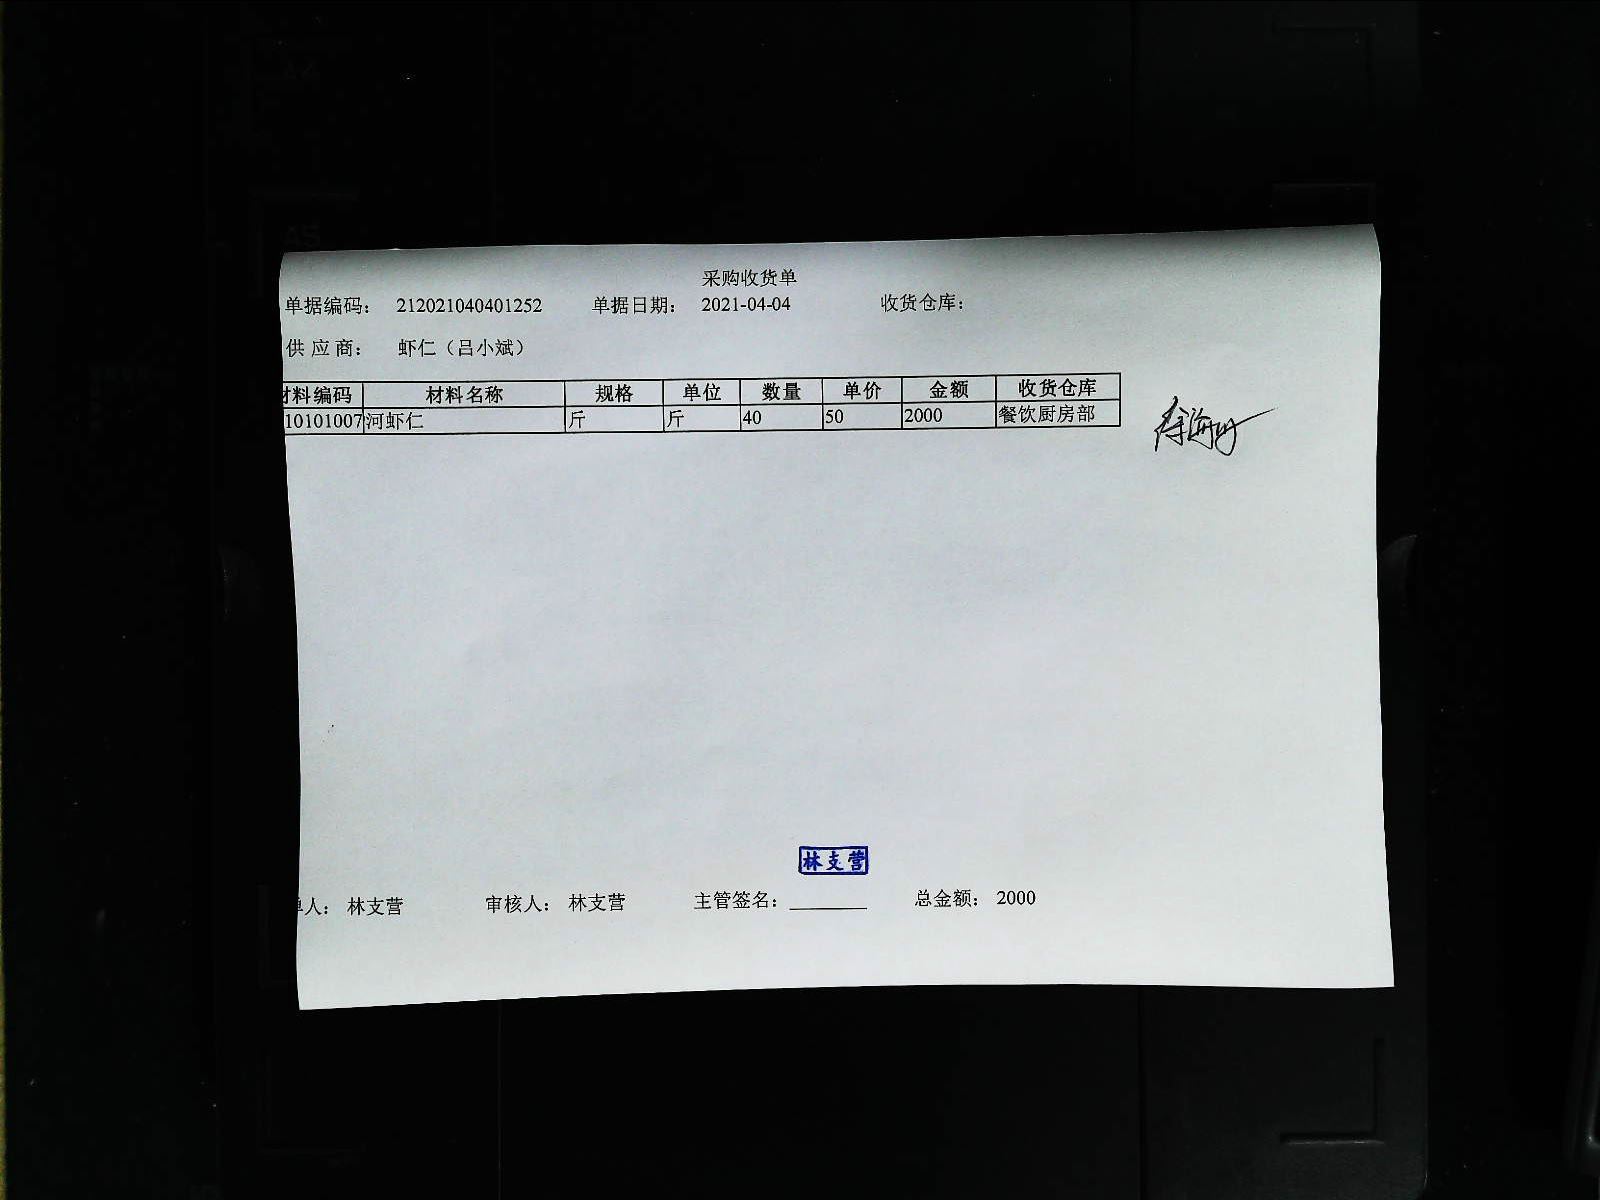 采购收货单
单据编码: 212021040401252 单据日期: 2021-04-04 收货仓库:
供 应 商: 虾仁（吕小斌）
材料编码 材料名称 规格 单位 数量 单价 金额 收货仓库
10101007 河虾仁 斤 斤 40 50 2000 餐饮厨房部
林支营
单人: 林支营 审核人: 林支营 主管签名: 总金额: 2000
A5